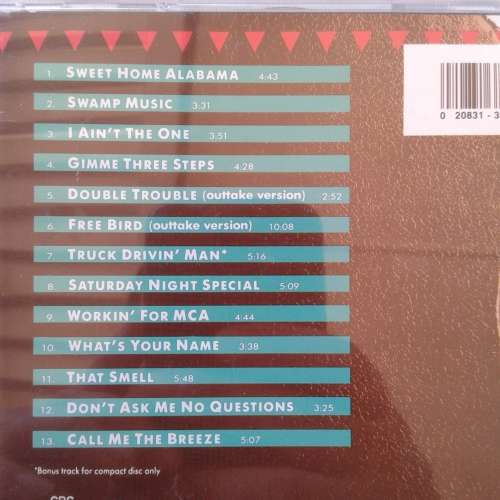 1. SWEET HOME ALABAMA 4:43
2. SWAMP MUSIC 3:31
3. I AIN'T THE ONE 3:51
4. GIMME THREE STEPS 4:28
5. DOUBLE TROUBLE (outtake version) 2:52
6. FREE BIRD (outtake version) 10:08
7. TRUCK DRIVIN' MAN* 5:16
8. SATURDAY NIGHT SPECIAL 5:09
9. WORKIN' FOR MCA 4:44
10. WHAT'S YOUR NAME 3:38
11. THAT SMELL 5:48
12. DON'T ASK ME NO QUESTIONS 3:25
13. CALL ME THE BREEZE 5:07
*Bonus track for compact disc only
0 20831 - 3